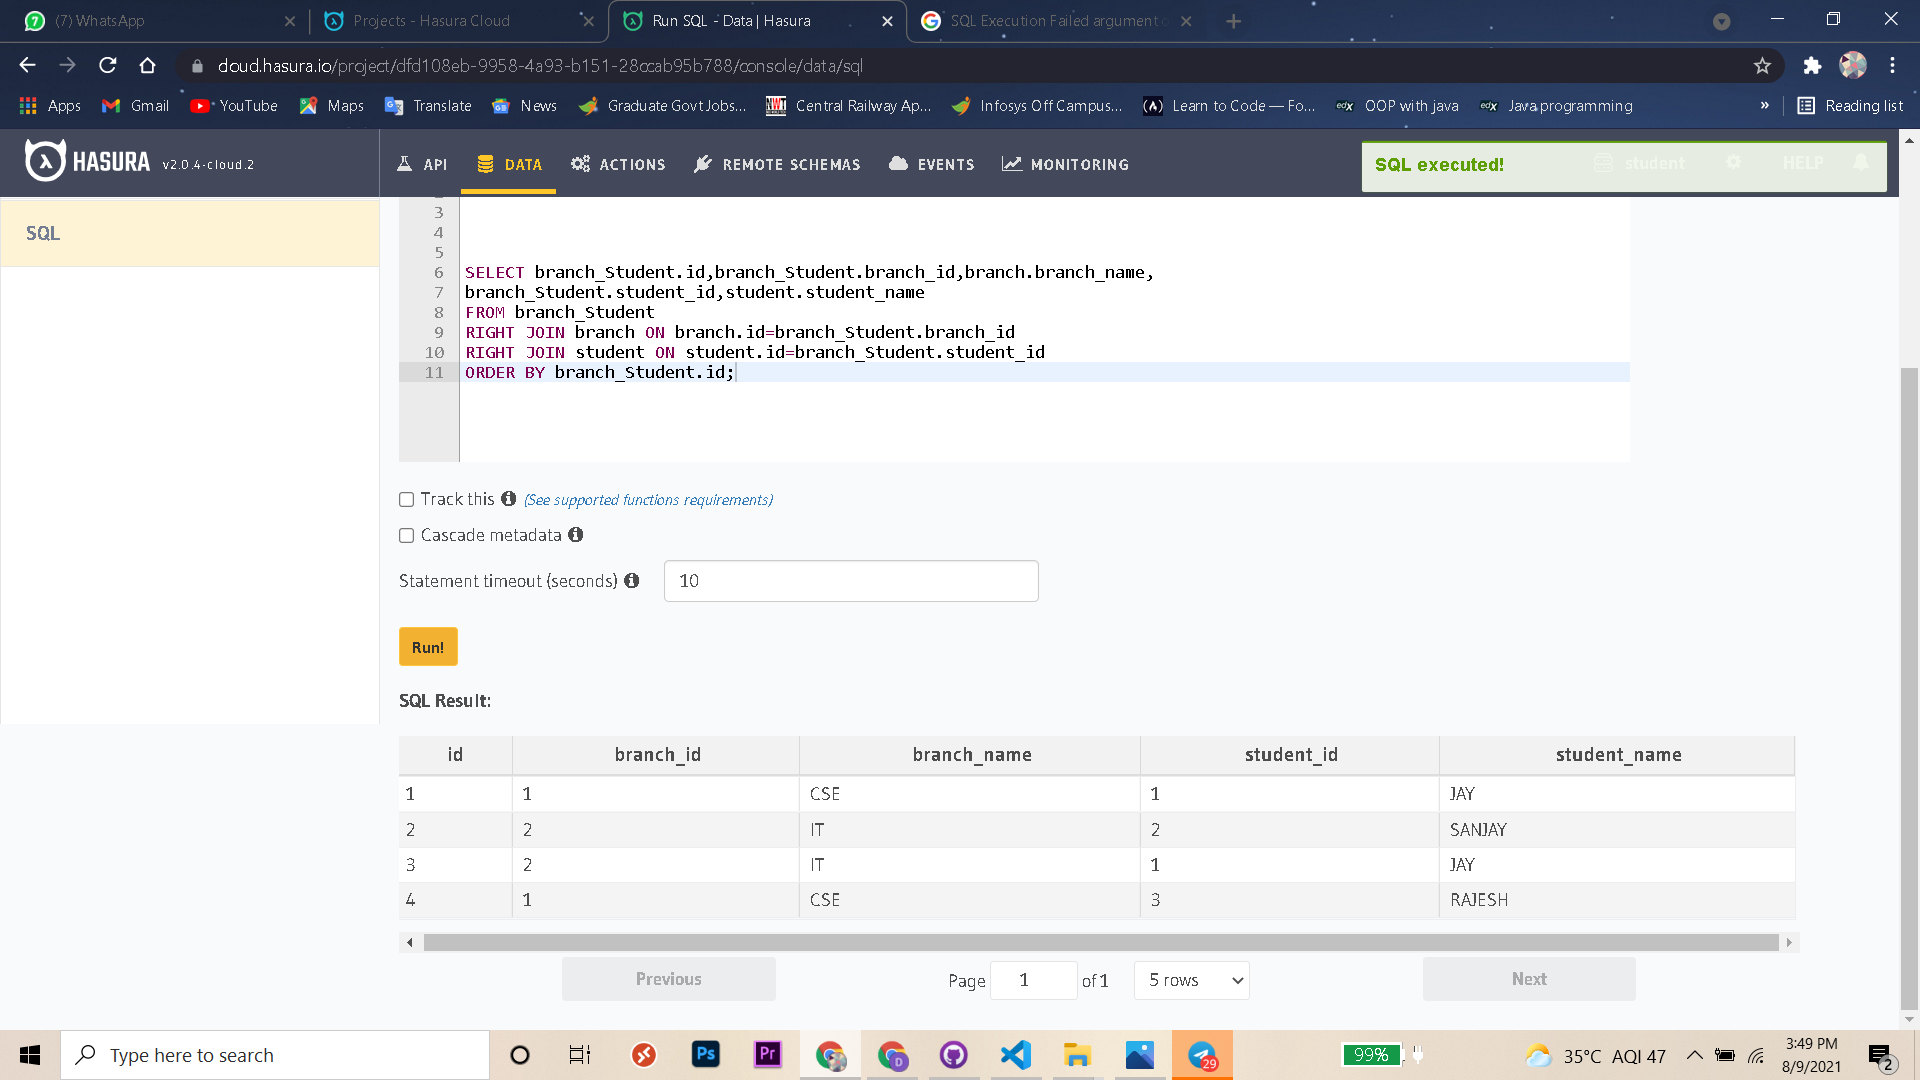 (7) WhatsApp
Projects - Hasura Cloud
Run SQL - Data | Hasura
SQL Execution Failed argument o
cloud.hasura.io/project/dfd108eb-9958-4a93-b151-28ccab95b788/console/data/sql
Apps
Gmail
YouTube
Maps
Translate
News
Graduate Govt Jobs...
Central Railway Ap...
Infosys Off Campus...
Learn to Code — Fo...
OOP with java
Java programming
»
Reading list
HASURA v2.0.4-cloud.2
API
DATA
ACTIONS
REMOTE SCHEMAS
EVENTS
MONITORING
SQL executed!
student
HELP
SQL
3
4
5
6 SELECT branch_Student.id,branch_Student.branch_id,branch.branch_name,
7 branch_Student.student_id,student.student_name
8 FROM branch_Student
9 RIGHT JOIN branch ON branch.id=branch_Student.branch_id
10 RIGHT JOIN student ON student.id=branch_Student.student_id
11 ORDER BY branch_Student.id;
Track this (See supported functions requirements)
Cascade metadata
Statement timeout (seconds) 10
Run!
SQL Result:
id branch_id branch_name student_id student_name
1 1 CSE 1 JAY
2 2 IT 2 SANJAY
3 2 IT 1 JAY
4 1 CSE 3 RAJESH
Previous Page 1 of 1 5 rows Next
Type here to search
Ps
Pr
29
99%
35°C AQI 47
3:49 PM
8/9/2021
2